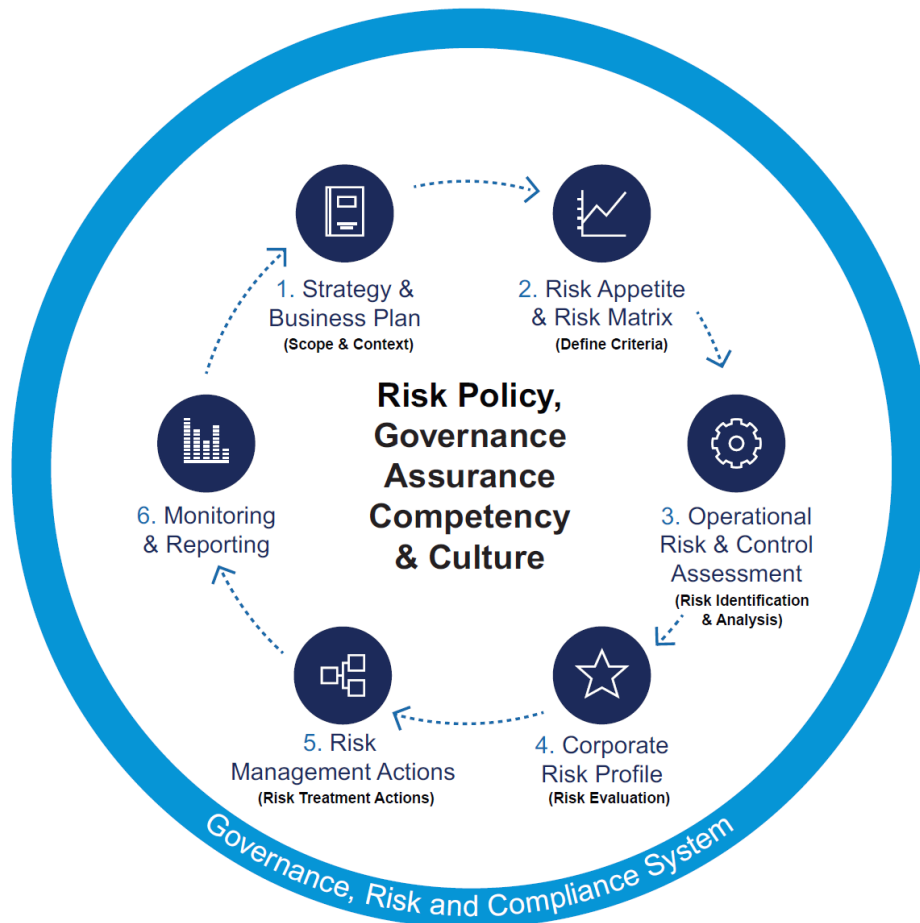 1. Strategy &
Business Plan
(Scope & Context)
2. Risk Appetite
& Risk Matrix
(Define Criteria)
Risk Policy,
Governance
Assurance
Competency
& Culture
3. Operational
Risk & Control
Assessment
(Risk Identification
& Analysis)
4. Corporate
Risk Profile
(Risk Evaluation)
5. Risk
Management Actions
(Risk Treatment Actions)
6. Monitoring
& Reporting
Governance, Risk and Compliance System